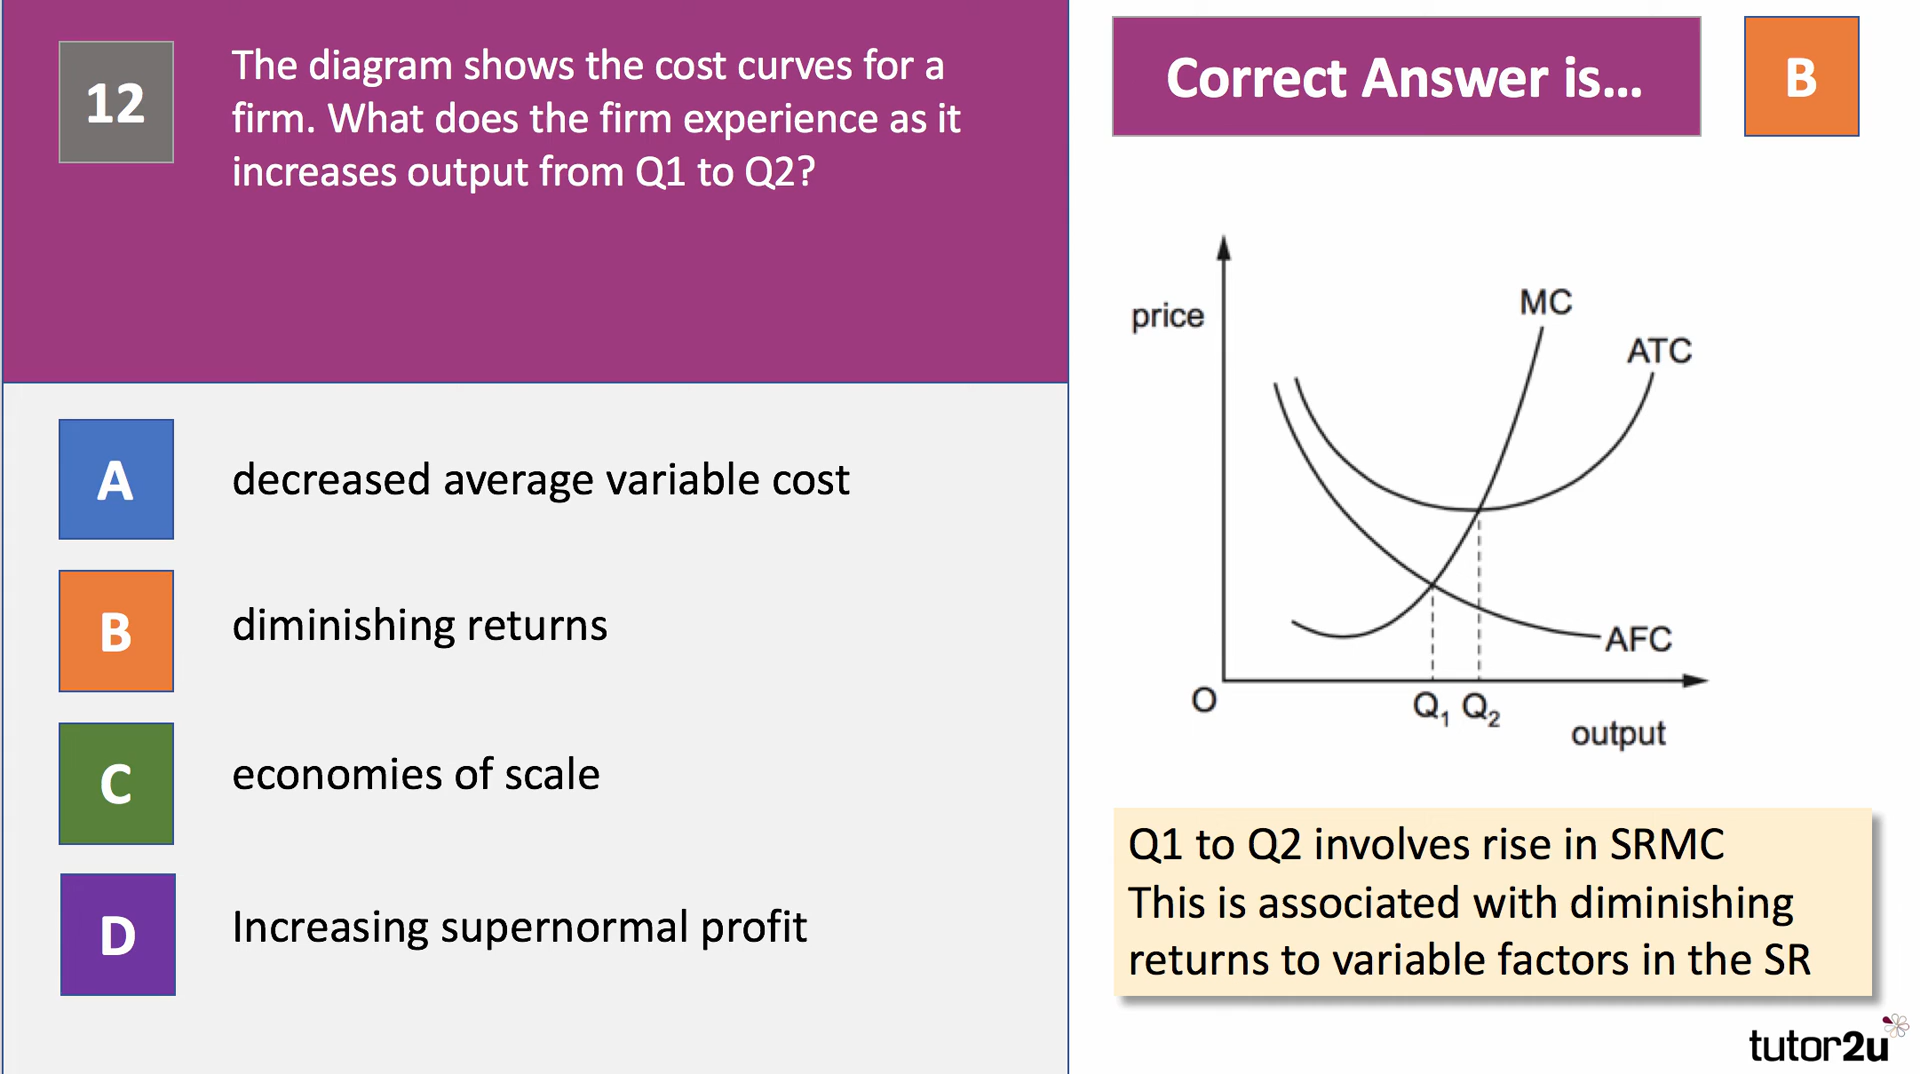 12
The diagram shows the cost curves for a
firm. What does the firm experience as it
increases output from Q1 to Q2?
A
decreased average variable cost
B
diminishing returns
C
economies of scale
D
Increasing supernormal profit
Correct Answer is...
B
price
MC
ATC
AFC
O
Q₁ Q₂
output
Q1 to Q2 involves rise in SRMC
This is associated with diminishing
returns to variable factors in the SR
tutor2u